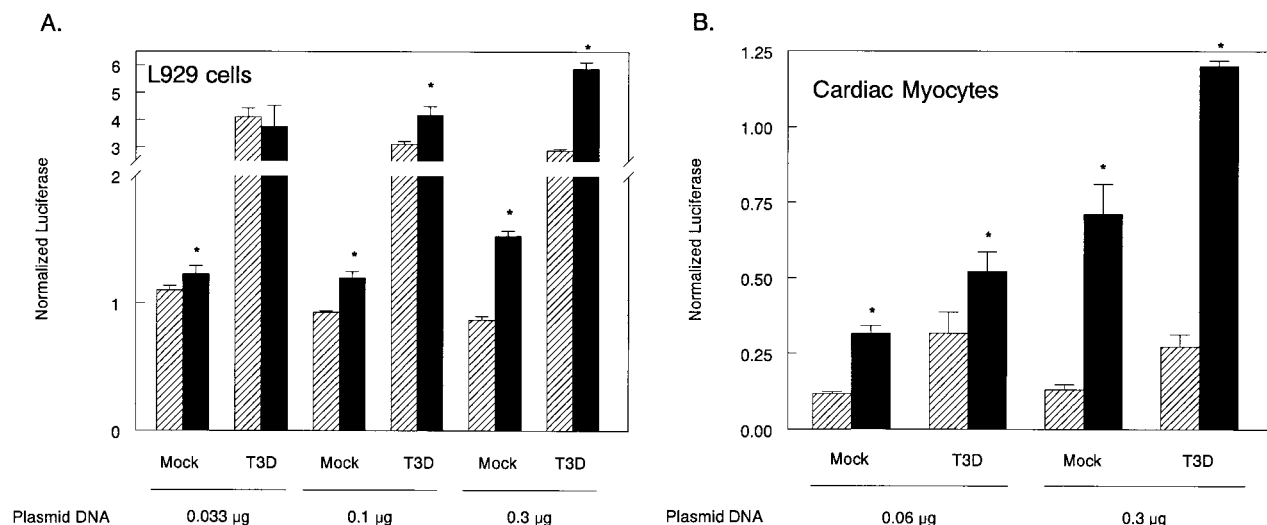 A.
L929 cells
Normalized Luciferase
6
5
4
3
2
1
0
*
*
*
*
*
Mock T3D Mock T3D Mock T3D
Plasmid DNA 0.033 µg 0.1 µg 0.3 µg
B.
Cardiac Myocytes
Normalized Luciferase
1.25
1.00
0.75
0.50
0.25
0.00
*
*
*
*
Mock T3D Mock T3D
Plasmid DNA 0.06 µg 0.3 µg